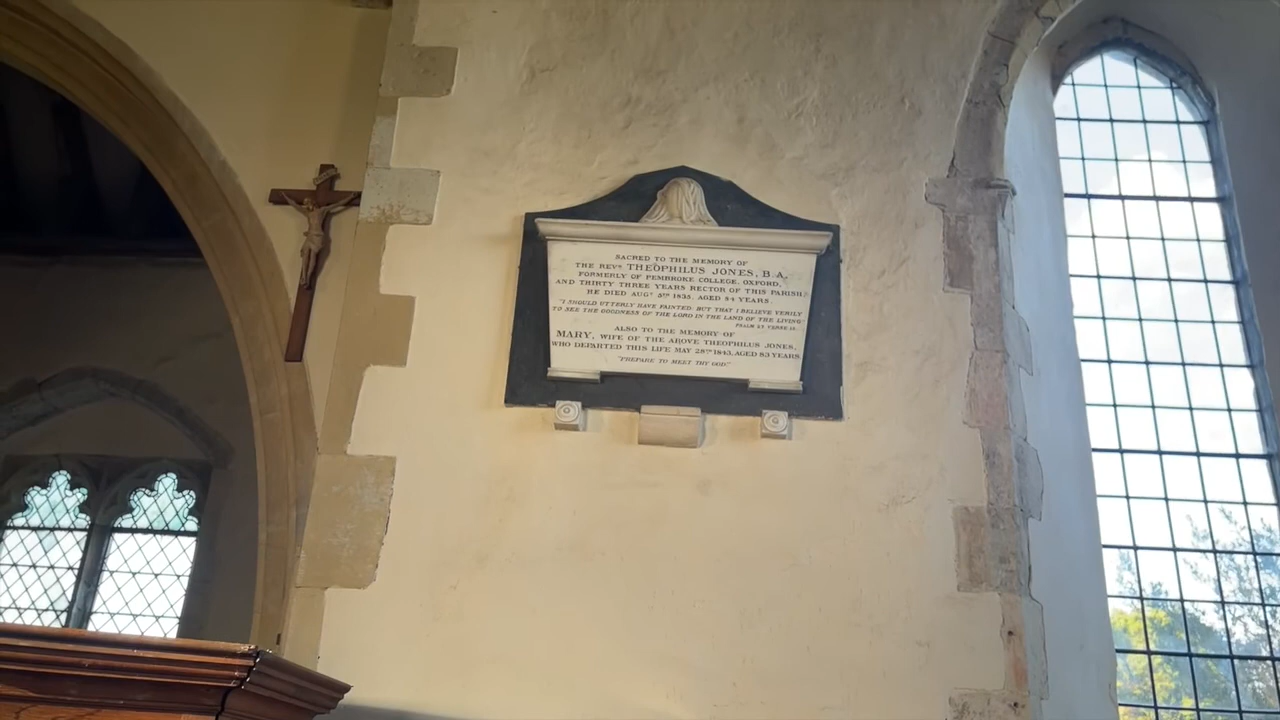 SACRED TO THE MEMORY OF
THE REVD. THEOPHILUS JONES, B.A.
FORMERLY OF PEMBROKE COLLEGE, OXFORD,
AND THIRTY THREE YEARS RECTOR OF THIS PARISH.
HE DIED AUGT. 5TH 1835. AGED 84 YEARS.
"I SHOULD UTTERLY HAVE FAINTED: BUT THAT I BELIEVE VERILY
TO SEE THE GOODNESS OF THE LORD IN THE LAND OF THE LIVING"
PSALM 27 VERSE
ALSO TO THE MEMORY OF
MARY, WIFE OF THE ABOVE THEOPHILUS JONES,
WHO DEPARTED THIS LIFE MAY 28TH 1843, AGED 83 YEARS.
"PREPARE TO MEET THY GOD."